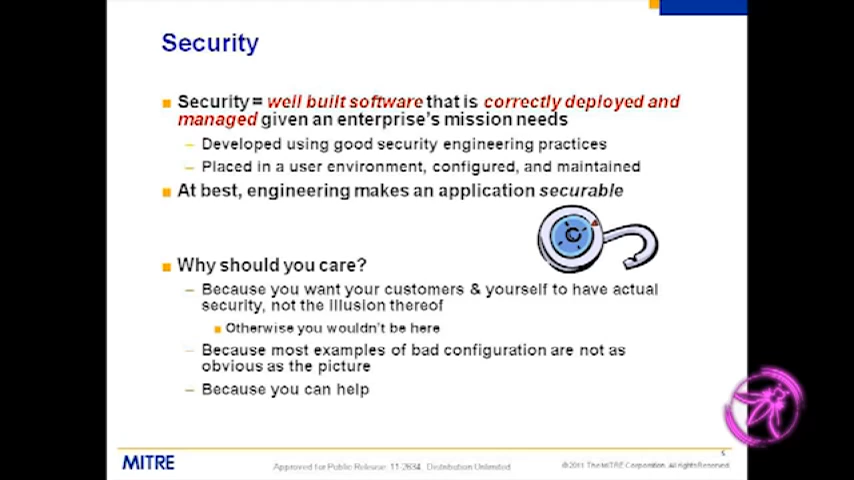 Security
Security = well built software that is correctly deployed and
managed given an enterprise's mission needs
– Developed using good security engineering practices
– Placed in a user environment, configured, and maintained
At best, engineering makes an application securable
Why should you care?
– Because you want your customers & yourself to have actual
security, not the illusion thereof
Otherwise you wouldn't be here
– Because most examples of bad configuration are not as
obvious as the picture
– Because you can help
MITRE
Approved for Public Release: 11-2634. Distribution Unlimited
© 2011 The MITRE Corporation. All rights Reserved.